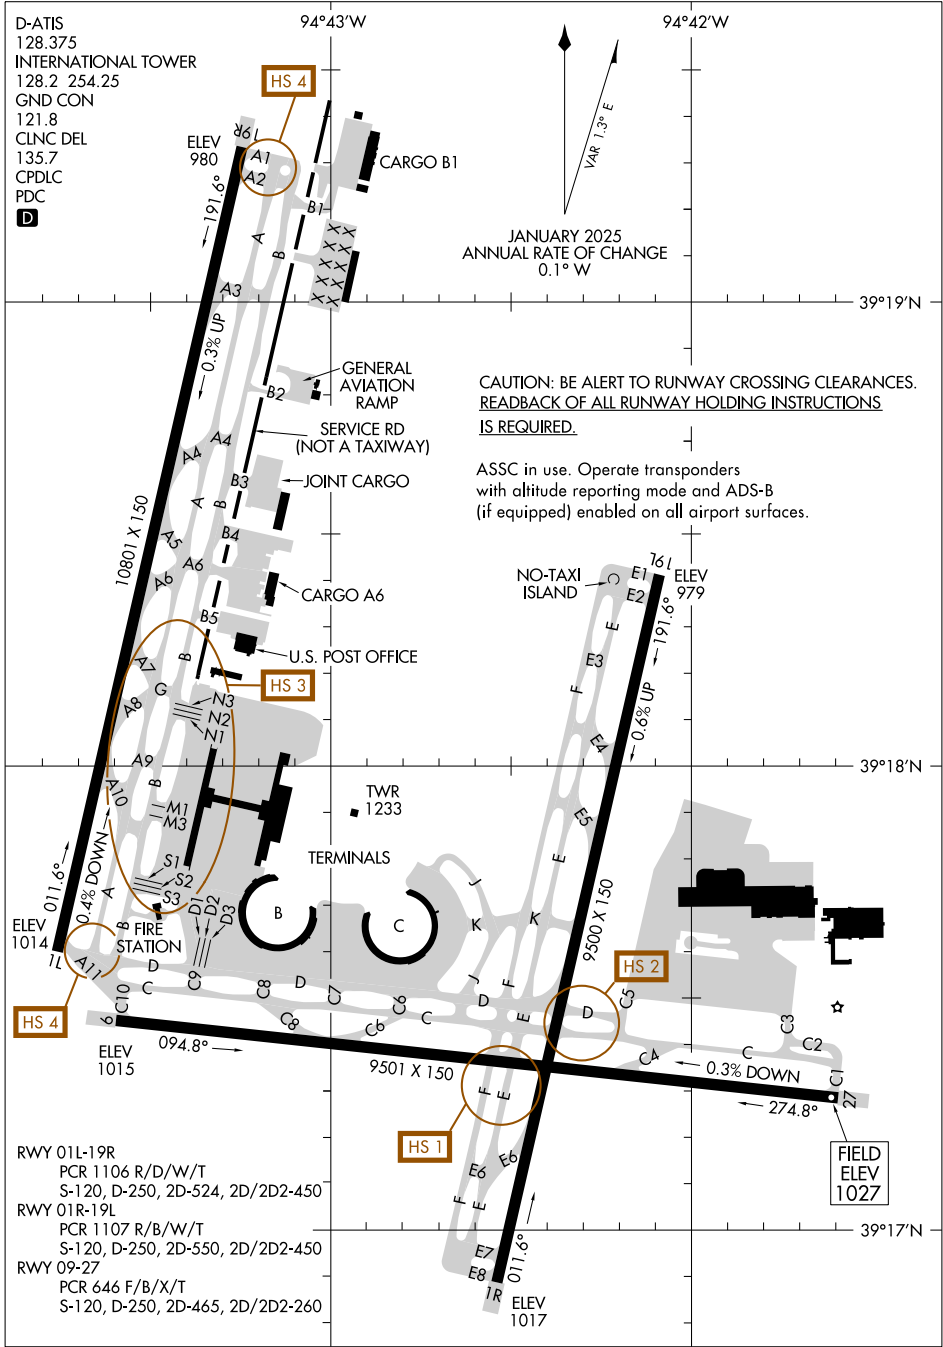 94°43'W
94°42'W
D-ATIS
128.375
INTERNATIONAL TOWER
128.2 254.25
GND CON
121.8
CLNC DEL
135.7
CPDLC
PDC
D
HS 4
VAR 1.3° E
JANUARY 2025
ANNUAL RATE OF CHANGE
0.1° W
19R
ELEV
980
A1
A2
CARGO B1
191.6°
B1
A
B
X X
X X
X X
X X
X X
A3
39°19'N
0.3% UP
GENERAL
AVIATION
RAMP
B2
SERVICE RD
(NOT A TAXIWAY)
CAUTION: BE ALERT TO RUNWAY CROSSING CLEARANCES.
READBACK OF ALL RUNWAY HOLDING INSTRUCTIONS
IS REQUIRED.
A4
A4
B3
JOINT CARGO
ASSC in use. Operate transponders
with altitude reporting mode and ADS-B
(if equipped) enabled on all airport surfaces.
A
B
B4
10801 X 150
A5
A6
A6
CARGO A6
B5
U.S. POST OFFICE
NO-TAXI
ISLAND
C
E1
E2
19L
ELEV
979
191.6°
E
E3
F
0.6% UP
E4
A7
B
G
HS 3
A8
N3
N2
N1
39°18'N
A9
A10
B
M1
M3
TWR
1233
E5
E
TERMINALS
011.6°
0.4% DOWN
S1
S2
S3
A
B
D1
D2
D3
B
C
J
K
K
9500 X 150
ELEV
1014
1L
FIRE
STATION
A11
D
C
C9
C10
C8
D
C7
C8
C6
C6
C
D
J
F
E
HS 2
D
C5
C3
C2
C
C4
C1
HS 4
9
ELEV
1015
094.8°
9501 X 150
0.3% DOWN
274.8°
27
F
E
HS 1
FIELD
ELEV
1027
E6
E6
F
E
39°17'N
E7
E8
1R
011.6°
ELEV
1017
RWY 01L-19R
PCR 1106 R/D/W/T
S-120, D-250, 2D-524, 2D/2D2-450
RWY 01R-19L
PCR 1107 R/B/W/T
S-120, D-250, 2D-550, 2D/2D2-450
RWY 09-27
PCR 646 F/B/X/T
S-120, D-250, 2D-465, 2D/2D2-260